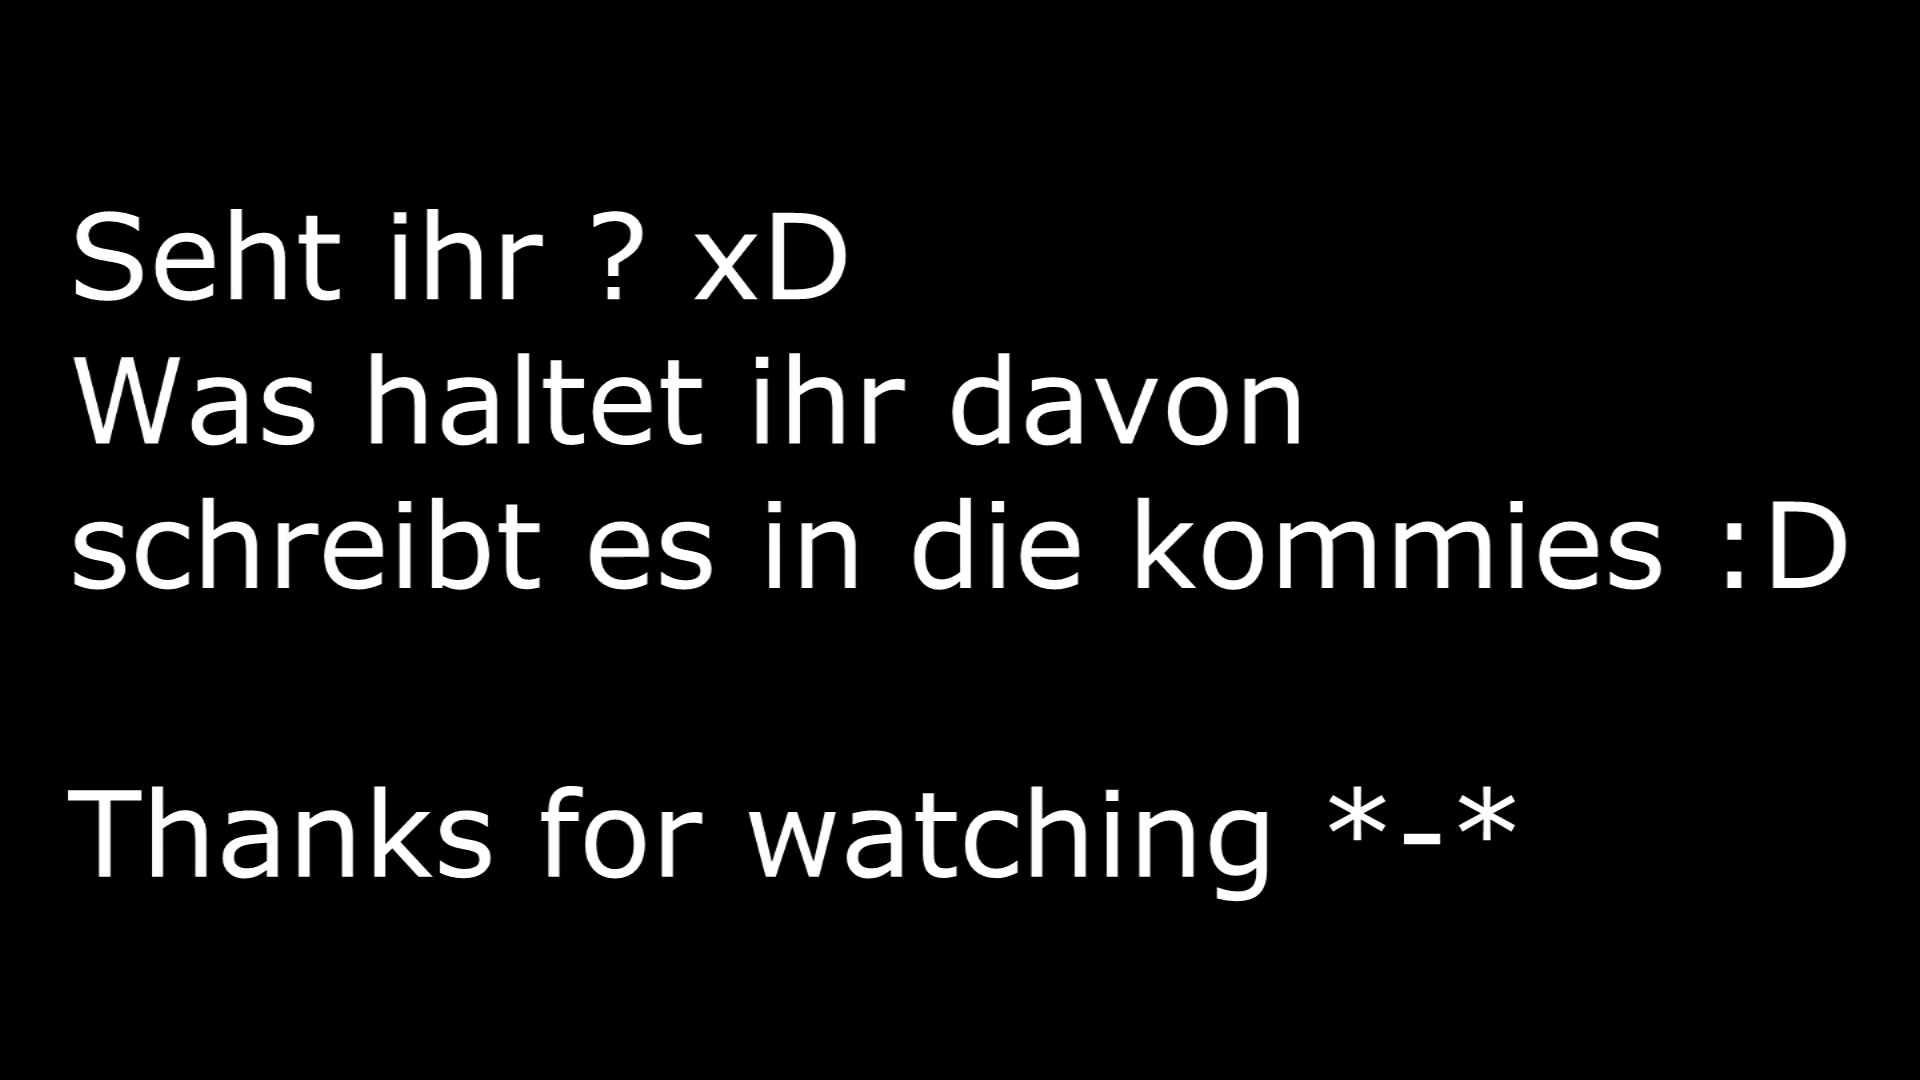 Seht ihr ? xD
Was haltet ihr davon
schreibt es in die kommies :D
Thanks for watching *-*